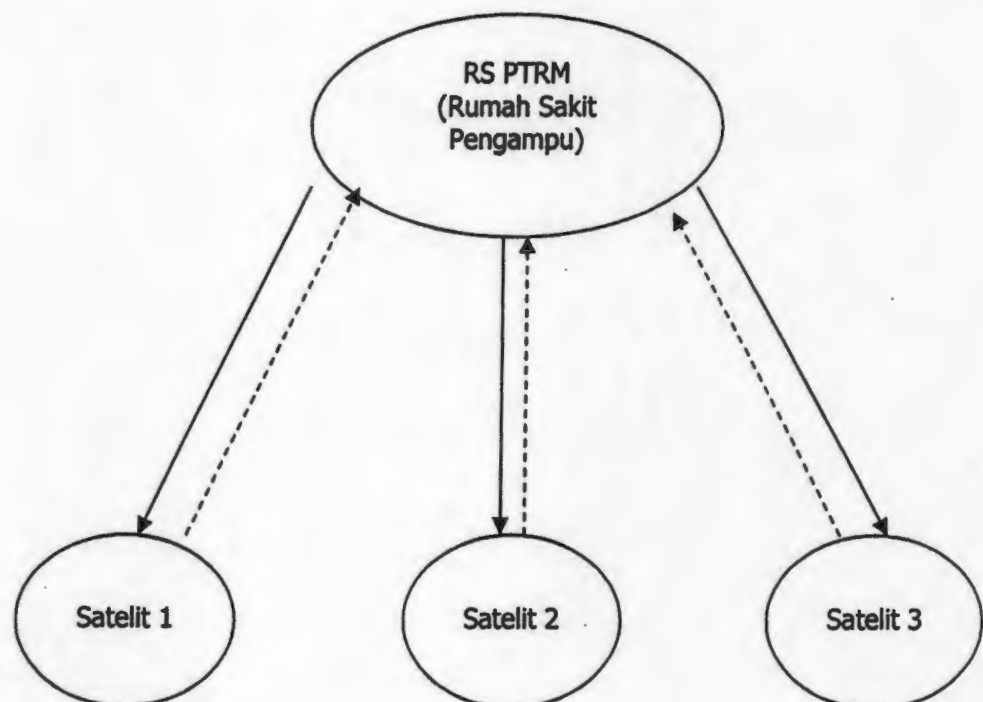 RS PTRM
(Rumah Sakit
Pengampu)
Satelit 1
Satelit 2
Satelit 3